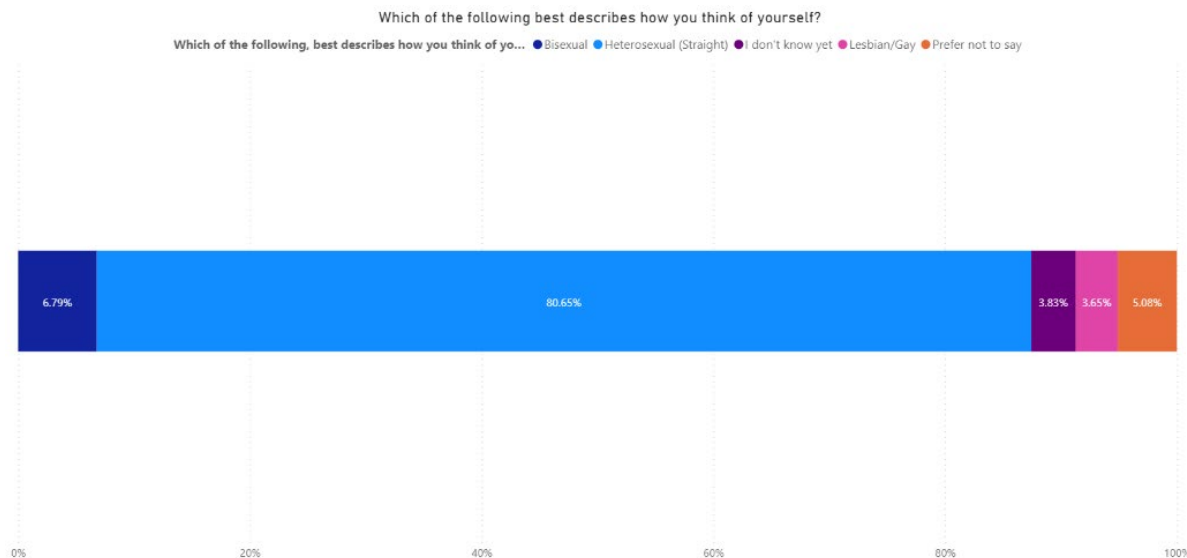 Which of the following best describes how you think of yourself?
Which of the following, best describes how you think of yo... Bisexual Heterosexual (Straight) I don't know yet Lesbian/Gay Prefer not to say
6.79% 80.65% 3.83% 3.65% 5.08%
0% 20% 40% 60% 80% 100%